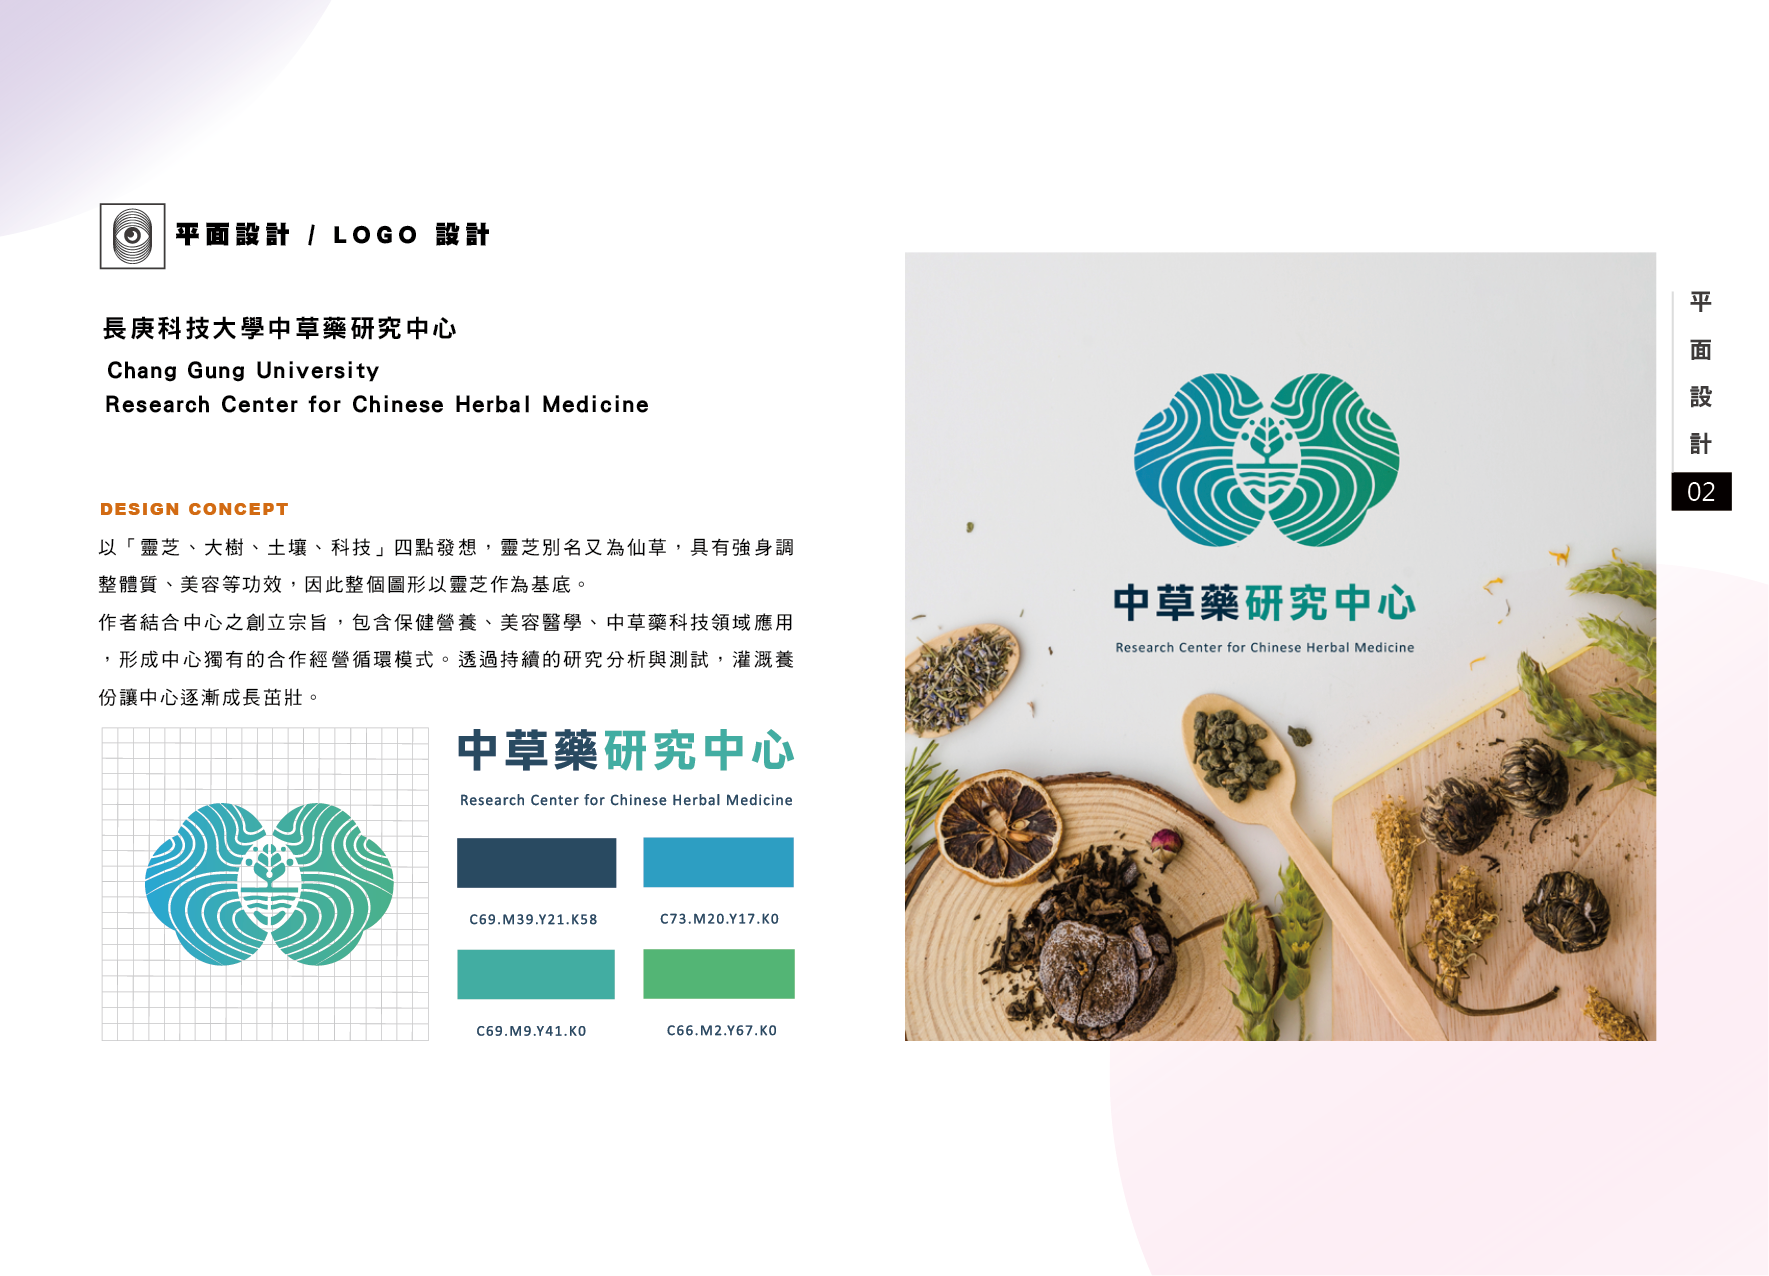 平面設計 / LOGO 設計
長庚科技大學中草藥研究中心
Chang Gung University
Research Center for Chinese Herbal Medicine
DESIGN CONCEPT
以「靈芝、大樹、土壤、科技」四點發想，靈芝別名又為仙草，具有強身調
整體質、美容等功效，因此整個圖形以靈芝作為基底。
作者結合中心之創立宗旨，包含保健營養、美容醫學、中草藥科技領域應用
，形成中心獨有的合作經營循環模式。透過持續的研究分析與測試，灌溉養
份讓中心逐漸成長茁壯。
中草藥研究中心
Research Center for Chinese Herbal Medicine
C69.M39.Y21.K58
C73.M20.Y17.K0
C69.M9.Y41.K0
C66.M2.Y67.K0
中草藥研究中心
Research Center for Chinese Herbal Medicine
平面設計
02